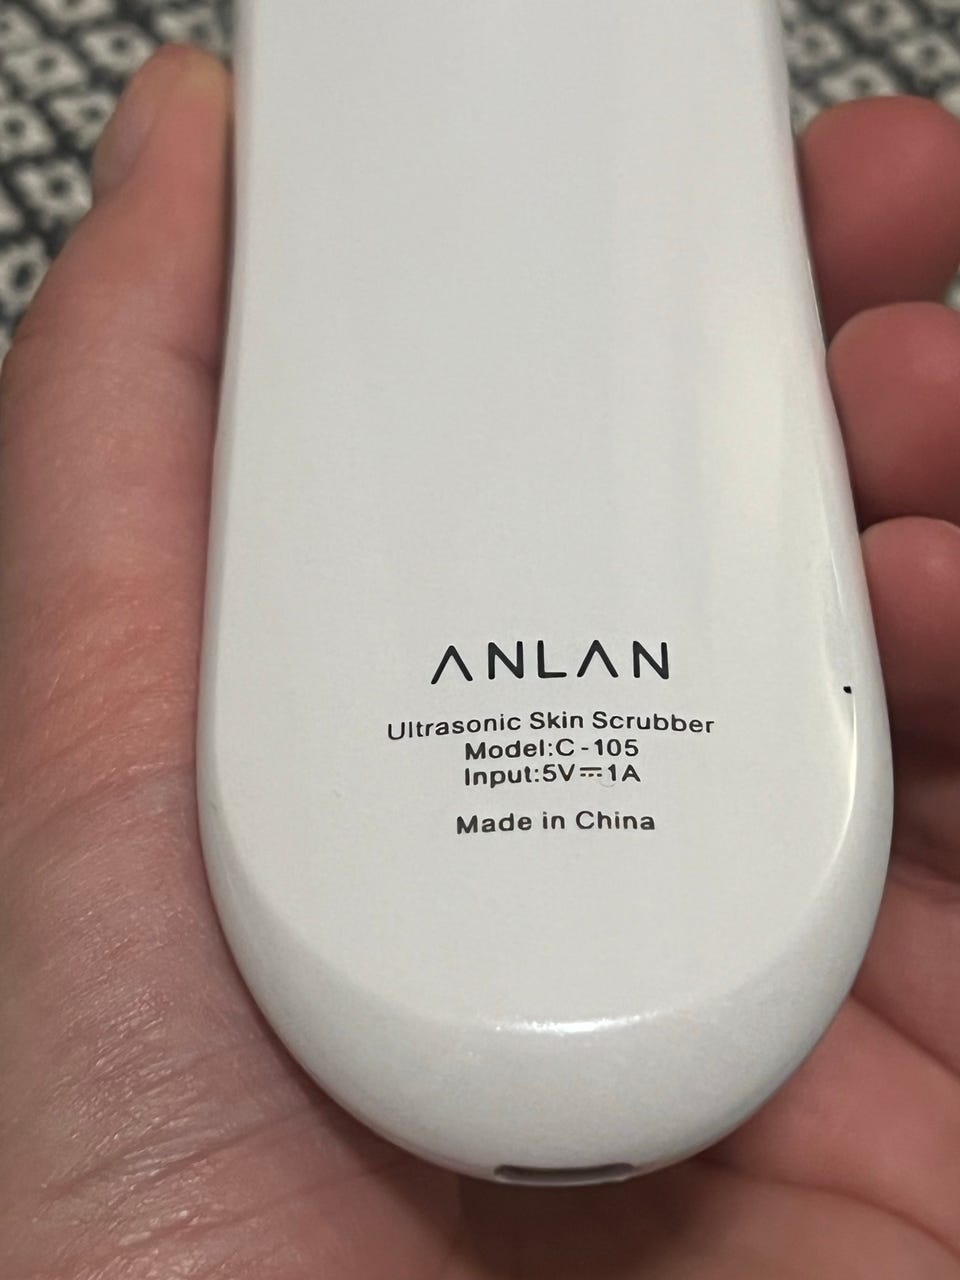 ANLAN
Ultrasonic Skin Scrubber
Model:C-105
Input:5V⎓1A
Made in China